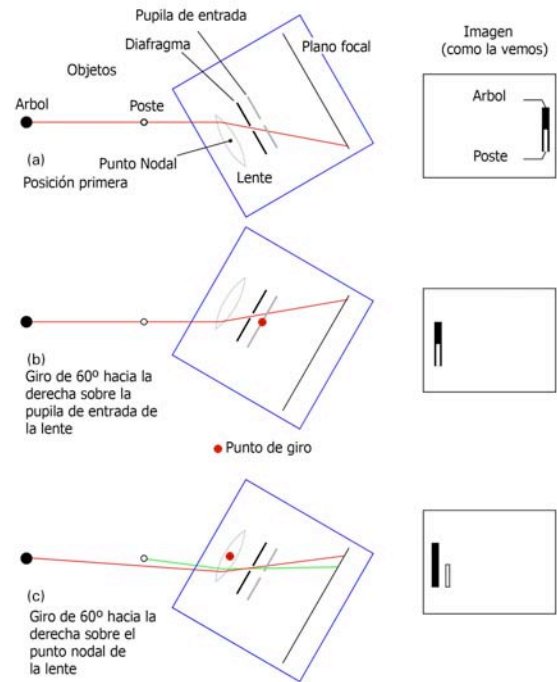 Pupila de entrada
Diafragma
Plano focal
Imagen
(como la vemos)
Objetos
Arbol
Poste
(a)
Punto Nodal
Posición primera
Lente
Arbol
Poste
(b)
Giro de 60º hacia la
derecha sobre la
pupila de entrada de
la lente
Punto de giro
(c)
Giro de 60º hacia la
derecha sobre el
punto nodal de
la lente